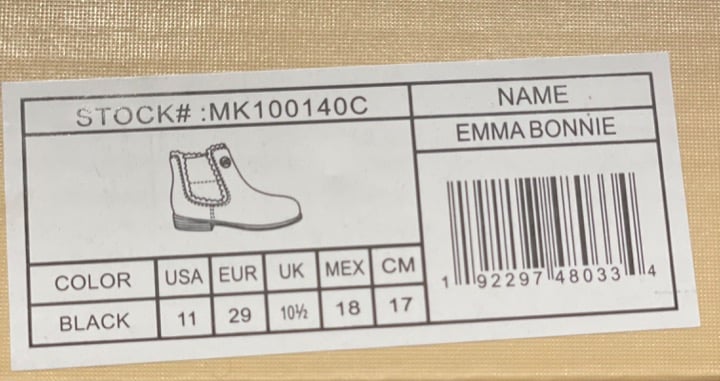 STOCK# :MK100140C
NAME
EMMA BONNIE
COLOR USA EUR UK MEX CM
BLACK 11 29 10½ 18 17
1 92297 48033 4